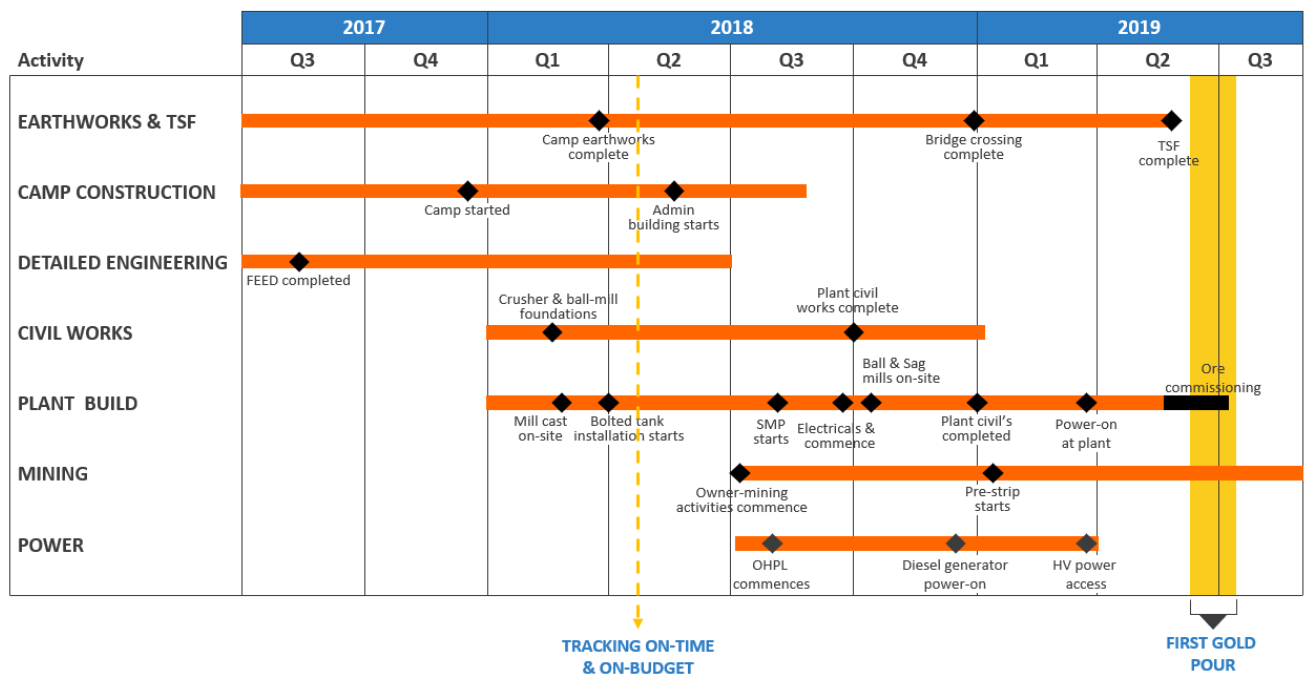 2017
2018
2019
Activity
Q3
Q4
Q1
Q2
Q3
Q4
Q1
Q2
Q3
EARTHWORKS & TSF
Camp earthworks
complete
Bridge crossing
complete
TSF
complete
CAMP CONSTRUCTION
Camp started
Admin
building starts
DETAILED ENGINEERING
FEED completed
CIVIL WORKS
Crusher & ball-mill
foundations
Plant civil
works complete
PLANT BUILD
Mill cast
on-site
Bolted tank
installation starts
SMP
starts
Electricals &
commence
Ball & Sag
mills on-site
Plant civil's
completed
Power-on
at plant
Ore
commissioning
MINING
Owner-mining
activities commence
Pre-strip
starts
POWER
OHPL
commences
Diesel generator
power-on
HV power
access
TRACKING ON-TIME
& ON-BUDGET
FIRST GOLD
POUR